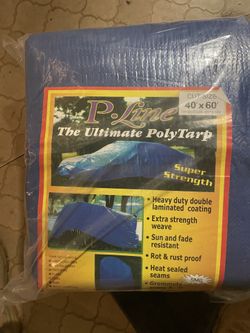 P-Line
CUT SIZE
40 x 60'
The Ultimate PolyTarp
Super
Strength
• Heavy duty double
laminated coating
• Extra strength
weave
• Sun and fade
resistant
• Rot & rust proof
• Heat sealed
seams
• Grommets